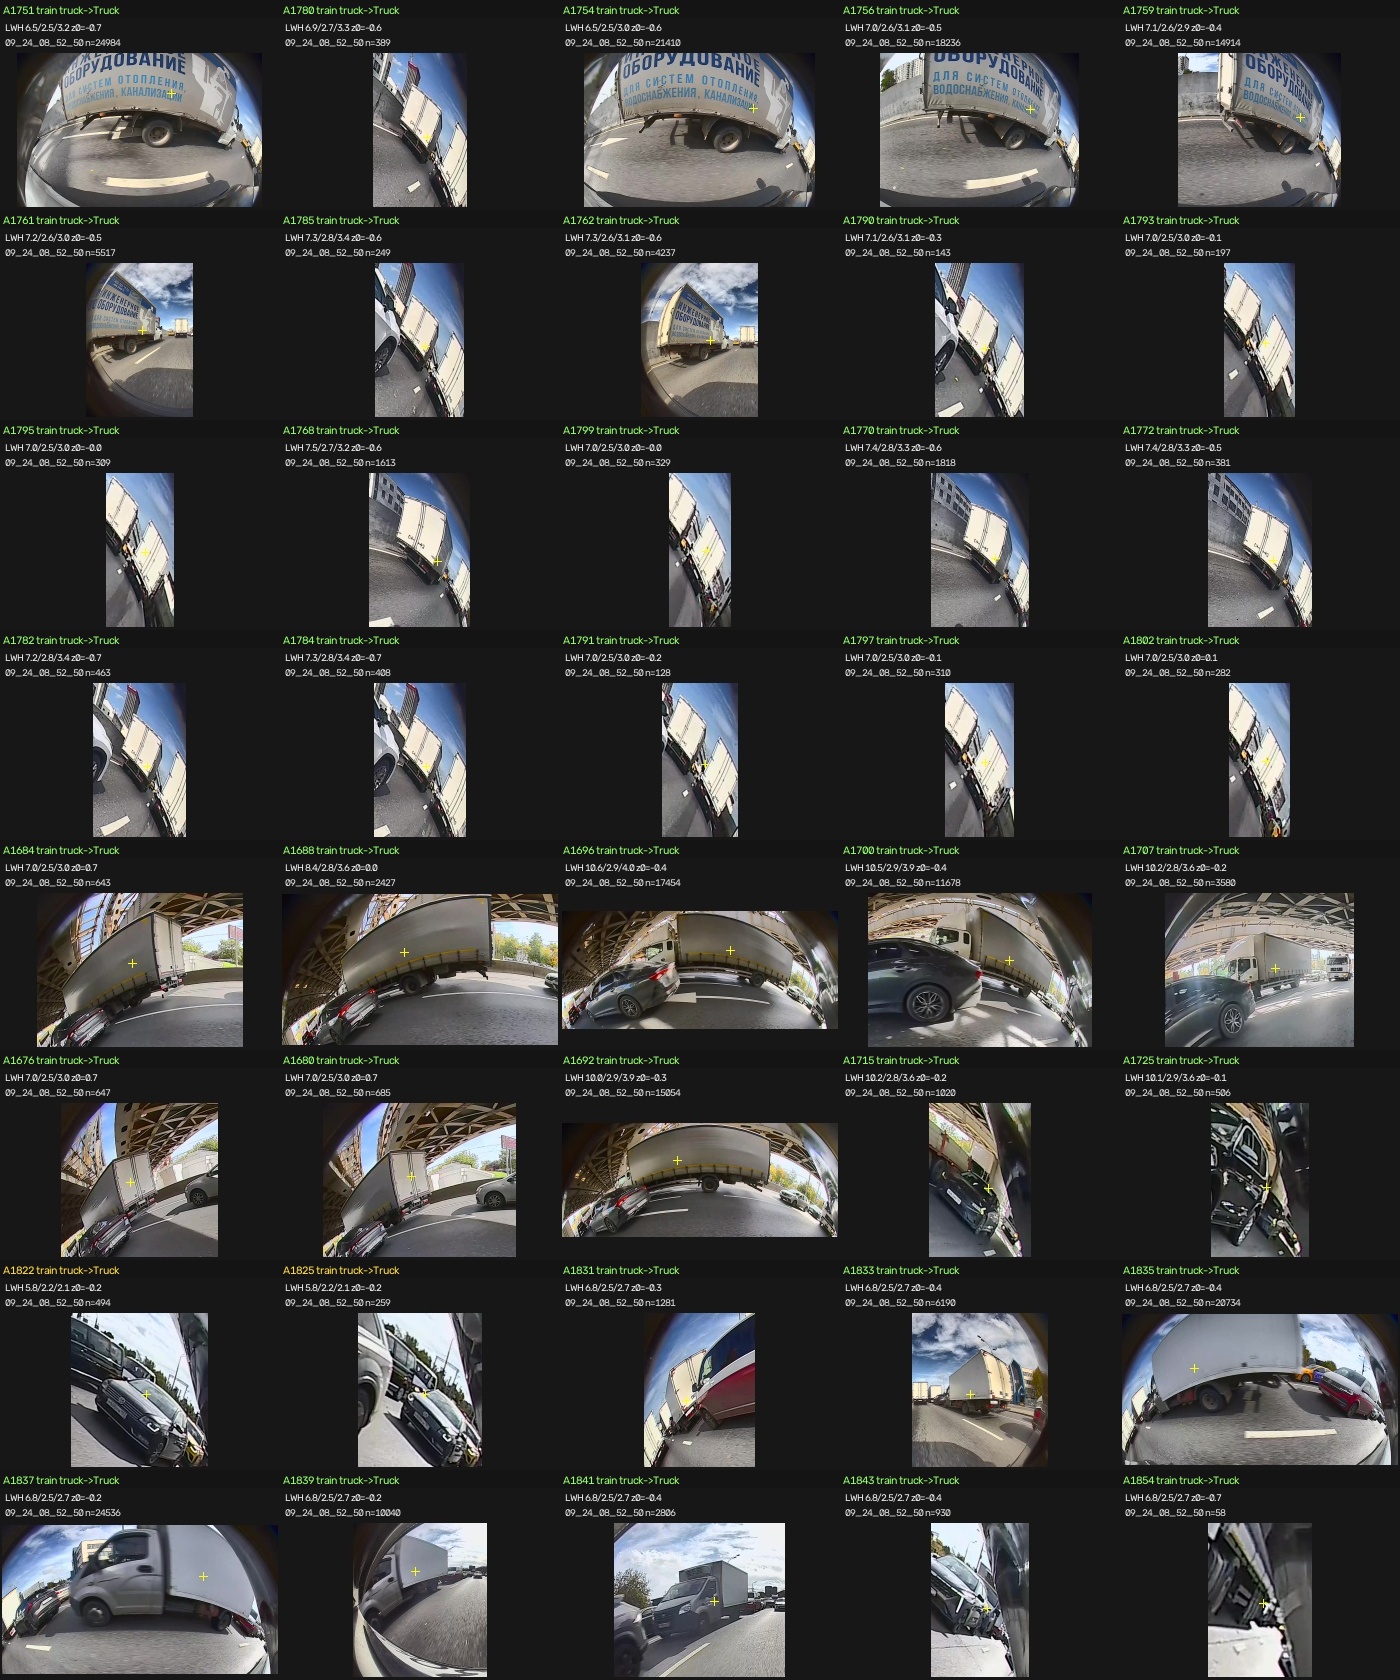 A1751 train truck->Truck
LWH 6.5/2.5/3.2 z0=-0.7
09_24_08_52_50 n=24984
ОБОРУДОВАНИЕ
ДЛЯ СИСТЕМ ОТОПЛЕНИЯ,
A1780 train truck->Truck
LWH 6.9/2.7/3.3 z0=-0.6
09_24_08_52_50 n=389
A1754 train truck->Truck
LWH 6.5/2.5/3.0 z0=-0.6
09_24_08_52_50 n=21410
ОБОРУДОВАНИЕ
ДЛЯ СИСТЕМ ОТОПЛЕНИЯ,
ВОДОСНАБЖЕНИЯ, КАНАЛИЗАЦ
A1756 train truck->Truck
LWH 7.0/2.6/3.1 z0=-0.5
09_24_08_52_50 n=18236
ОБОРУДОВАНИЕ
ДЛЯ СИСТЕМ ОТОПЛ
ВОДОСНАБЖЕНИЯ,
A1759 train truck->Truck
LWH 7.1/2.6/2.9 z0=-0.4
09_24_08_52_50 n=14914
ОБОРУДОВАНИЕ
A1761 train truck->Truck
LWH 7.2/2.6/3.0 z0=-0.5
09_24_08_52_50 n=5517
ИНЖЕНЕРНОЕ
ОБОРУДОВАНИЕ
A1785 train truck->Truck
LWH 7.3/2.8/3.4 z0=-0.6
09_24_08_52_50 n=249
A1762 train truck->Truck
LWH 7.3/2.6/3.1 z0=-0.6
09_24_08_52_50 n=4237
ИНЖЕНЕРНОЕ
ОБОРУДОВАНИЕ
A1790 train truck->Truck
LWH 7.1/2.6/3.1 z0=-0.3
09_24_08_52_50 n=143
A1793 train truck->Truck
LWH 7.0/2.5/3.0 z0=-0.1
09_24_08_52_50 n=197
A1795 train truck->Truck
LWH 7.0/2.5/3.0 z0=-0.0
09_24_08_52_50 n=309
A1768 train truck->Truck
LWH 7.5/2.7/3.2 z0=-0.6
09_24_08_52_50 n=1613
A1799 train truck->Truck
LWH 7.0/2.5/3.0 z0=-0.0
09_24_08_52_50 n=329
A1770 train truck->Truck
LWH 7.4/2.8/3.3 z0=-0.6
09_24_08_52_50 n=1818
A1772 train truck->Truck
LWH 7.4/2.8/3.3 z0=-0.5
09_24_08_52_50 n=381
A1782 train truck->Truck
LWH 7.2/2.8/3.4 z0=-0.7
09_24_08_52_50 n=463
A1784 train truck->Truck
LWH 7.3/2.8/3.4 z0=-0.7
09_24_08_52_50 n=408
A1791 train truck->Truck
LWH 7.0/2.5/3.0 z0=-0.2
09_24_08_52_50 n=128
A1797 train truck->Truck
LWH 7.0/2.5/3.0 z0=-0.1
09_24_08_52_50 n=310
A1802 train truck->Truck
LWH 7.0/2.5/3.0 z0=0.1
09_24_08_52_50 n=282
A1684 train truck->Truck
LWH 7.0/2.5/3.0 z0=0.7
09_24_08_52_50 n=643
A1688 train truck->Truck
LWH 8.4/2.8/3.6 z0=0.0
09_24_08_52_50 n=2427
A1696 train truck->Truck
LWH 10.6/2.9/4.0 z0=-0.4
09_24_08_52_50 n=17454
A1700 train truck->Truck
LWH 10.5/2.9/3.9 z0=-0.4
09_24_08_52_50 n=11678
A1707 train truck->Truck
LWH 10.2/2.8/3.6 z0=-0.2
09_24_08_52_50 n=3580
A1676 train truck->Truck
LWH 7.0/2.5/3.0 z0=0.7
09_24_08_52_50 n=647
A1680 train truck->Truck
LWH 7.0/2.5/3.0 z0=0.7
09_24_08_52_50 n=685
A1692 train truck->Truck
LWH 10.0/2.9/3.9 z0=-0.3
09_24_08_52_50 n=15054
A1715 train truck->Truck
LWH 10.2/2.8/3.6 z0=-0.2
09_24_08_52_50 n=1020
A1725 train truck->Truck
LWH 10.1/2.9/3.6 z0=-0.1
09_24_08_52_50 n=506
A1822 train truck->Truck
LWH 5.8/2.2/2.1 z0=-0.2
09_24_08_52_50 n=494
A1825 train truck->Truck
LWH 5.8/2.2/2.1 z0=-0.2
09_24_08_52_50 n=259
A1831 train truck->Truck
LWH 6.8/2.5/2.7 z0=-0.3
09_24_08_52_50 n=1281
A1833 train truck->Truck
LWH 6.8/2.5/2.7 z0=-0.4
09_24_08_52_50 n=6190
A1835 train truck->Truck
LWH 6.8/2.5/2.7 z0=-0.4
09_24_08_52_50 n=20734
A1837 train truck->Truck
LWH 6.8/2.5/2.7 z0=-0.2
09_24_08_52_50 n=24536
A1839 train truck->Truck
LWH 6.8/2.5/2.7 z0=-0.2
09_24_08_52_50 n=10040
A1841 train truck->Truck
LWH 6.8/2.5/2.7 z0=-0.4
09_24_08_52_50 n=2806
A1843 train truck->Truck
LWH 6.8/2.5/2.7 z0=-0.4
09_24_08_52_50 n=930
A1854 train truck->Truck
LWH 6.8/2.5/2.7 z0=-0.7
09_24_08_52_50 n=58